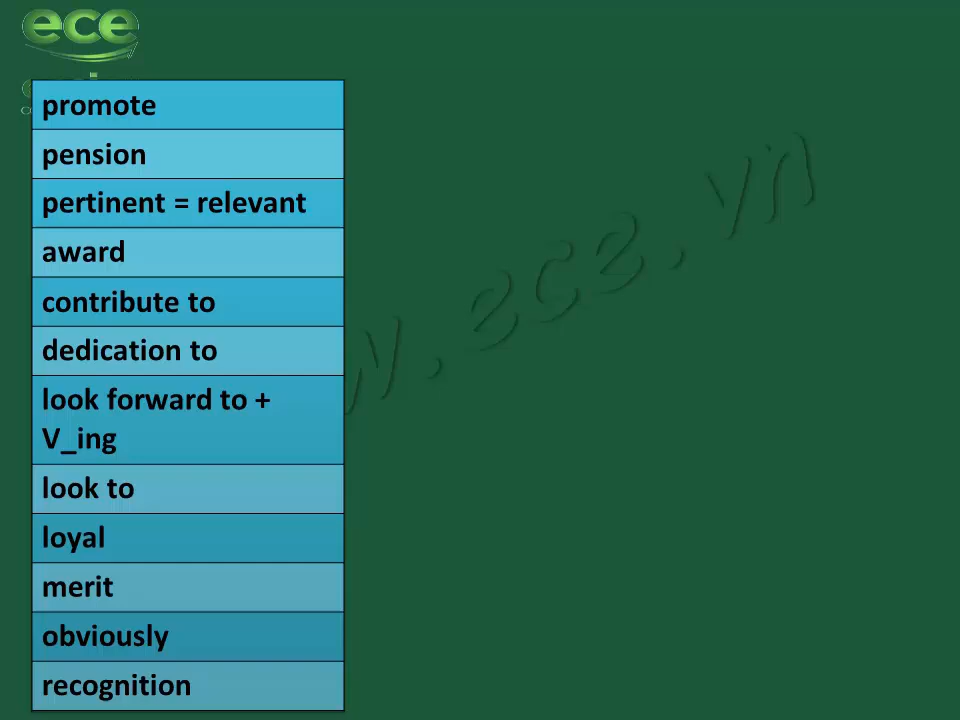 ece
promote
pension
pertinent = relevant
award
contribute to
dedication to
look forward to +
V_ing
look to
loyal
merit
obviously
recognition
w.ece.vn